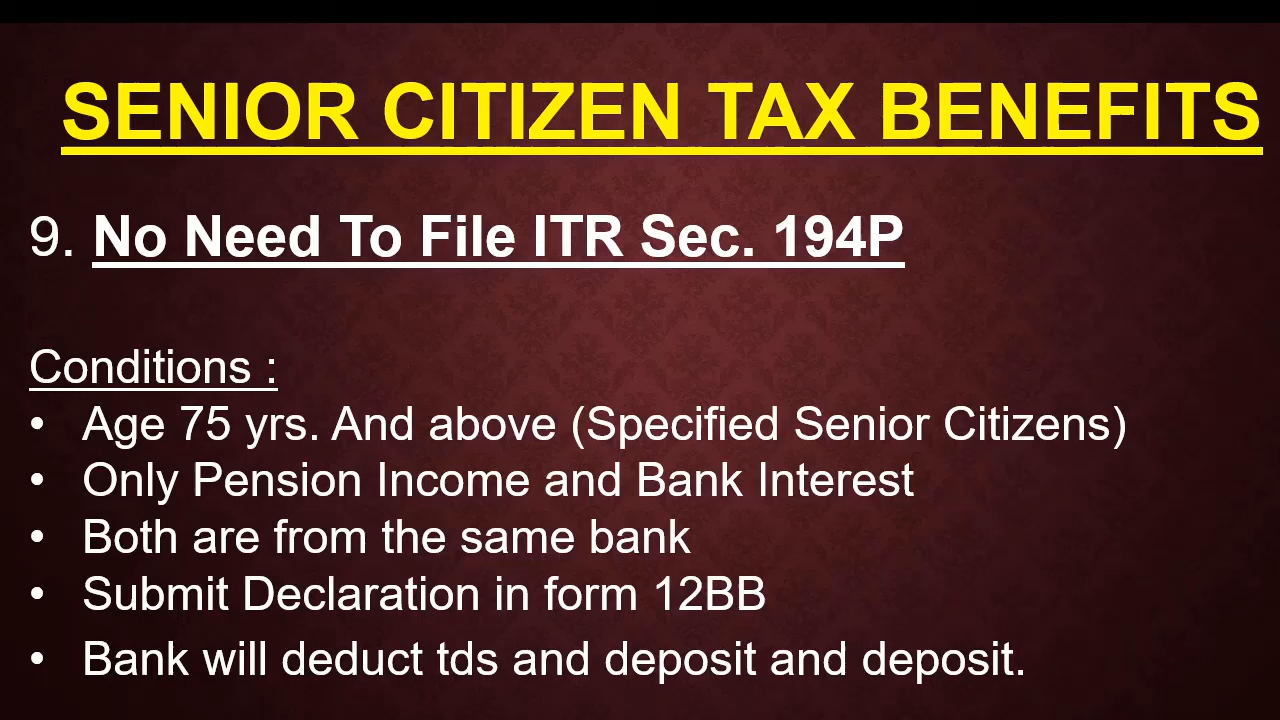 SENIOR CITIZEN TAX BENEFITS
9. No Need To File ITR Sec. 194P
Conditions :
• Age 75 yrs. And above (Specified Senior Citizens)
• Only Pension Income and Bank Interest
• Both are from the same bank
• Submit Declaration in form 12BB
• Bank will deduct tds and deposit and deposit.